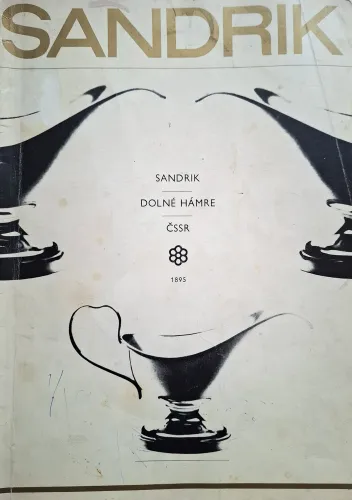 SANDRIK
SANDRIK
DOLNÉ HÁMRE
ČSSR
1895